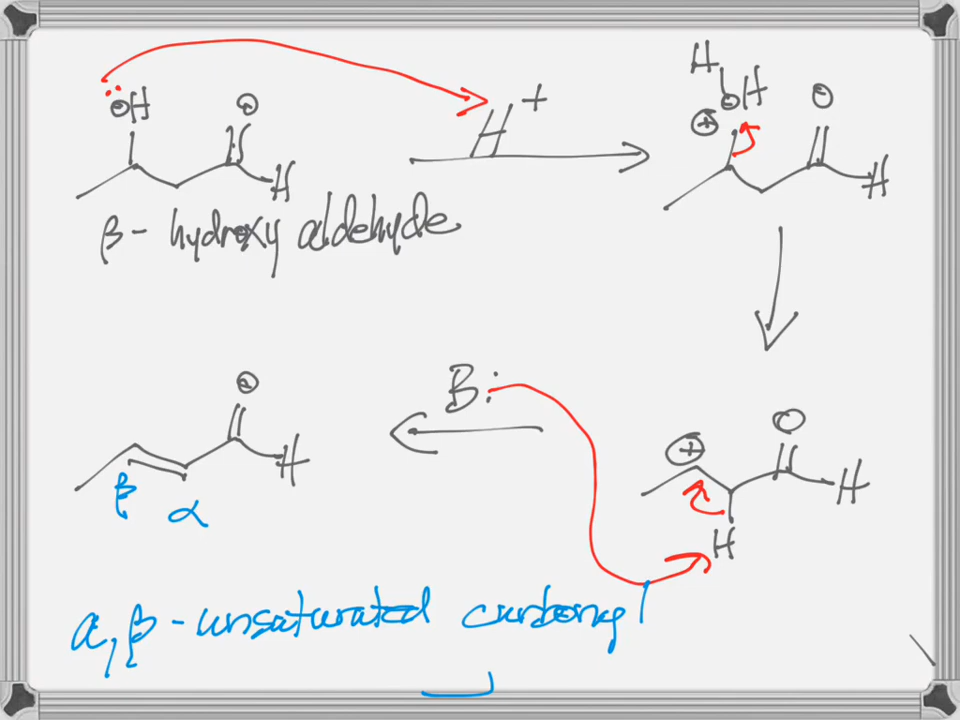 OH O H
H+
H OH + O H
β- hydroxy aldehyde
O H
B:
+ O H H
β α
α,β-unsaturated carbonyl